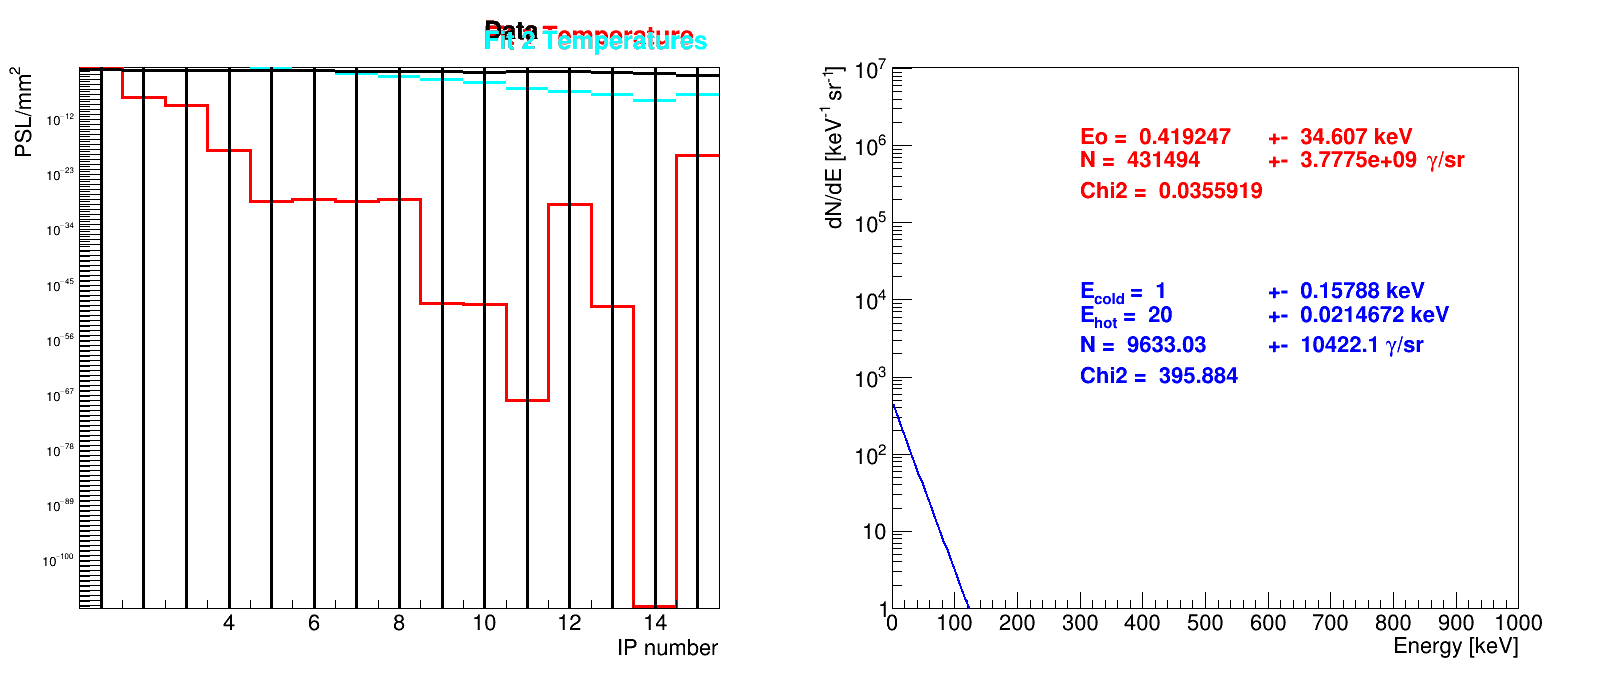 Data
Temperature
Fit 2 Temperatures
PSL/mm²
10⁻¹²
10⁻²³
10⁻³⁴
10⁻⁴⁵
10⁻⁵⁶
10⁻⁶⁷
10⁻⁷⁸
10⁻⁸⁹
10⁻¹⁰⁰
4 6 8 10 12 14
IP number
dN/dE [keV⁻¹ sr⁻¹]
10⁷
10⁶
10⁵
10⁴
10³
10²
10
1
Eo = 0.419247 +- 34.607 keV
N = 431494 +- 3.7775e+09 γ/sr
Chi2 = 0.0355919
E_cold = 1 +- 0.15788 keV
E_hot = 20 +- 0.0214672 keV
N = 9633.03 +- 10422.1 γ/sr
Chi2 = 395.884
0 100 200 300 400 500 600 700 800 900 1000
Energy [keV]